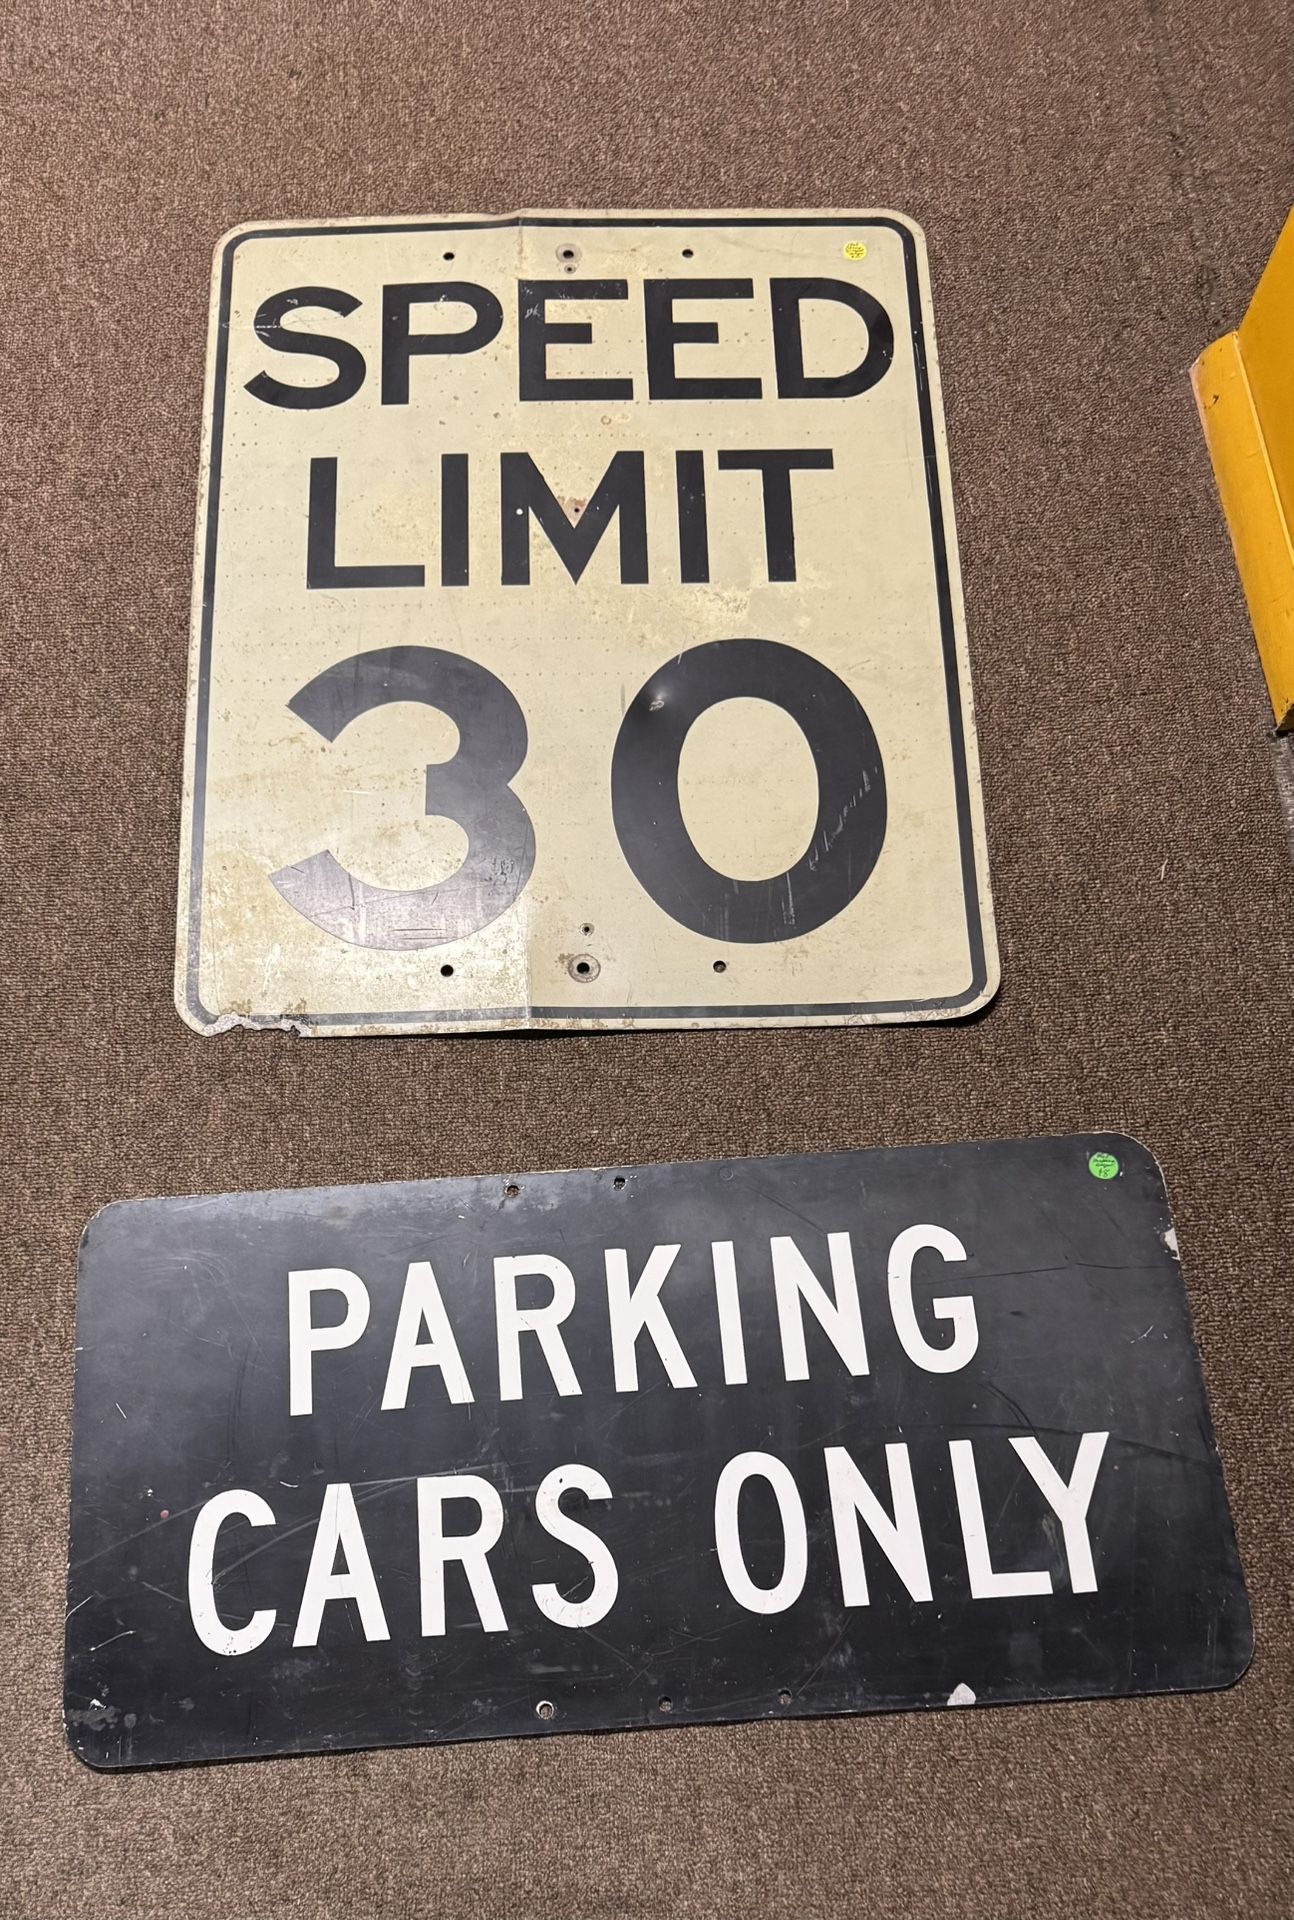 SPEED
LIMIT
30
PARKING
CARS ONLY